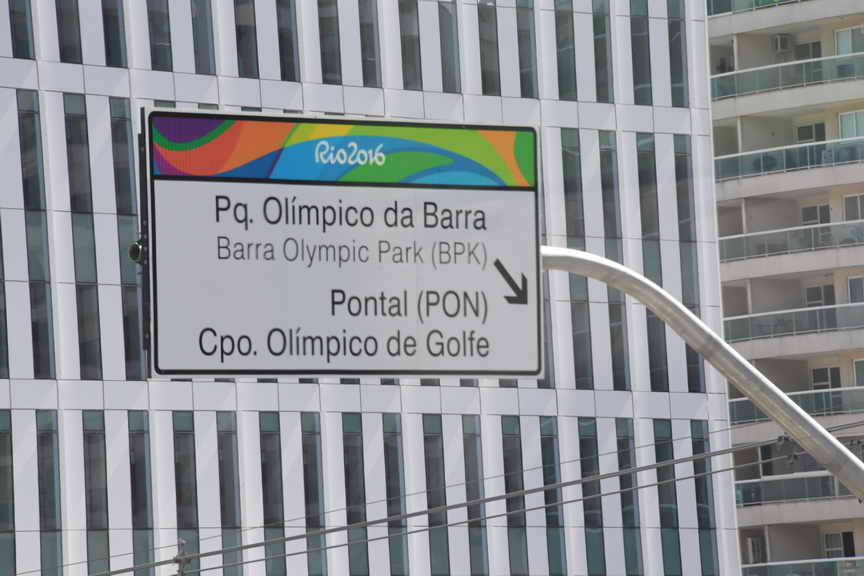 Rio2016
Pq. Olímpico da Barra
Barra Olympic Park (BPK)
Pontal (PON)
Cpo. Olímpico de Golfe